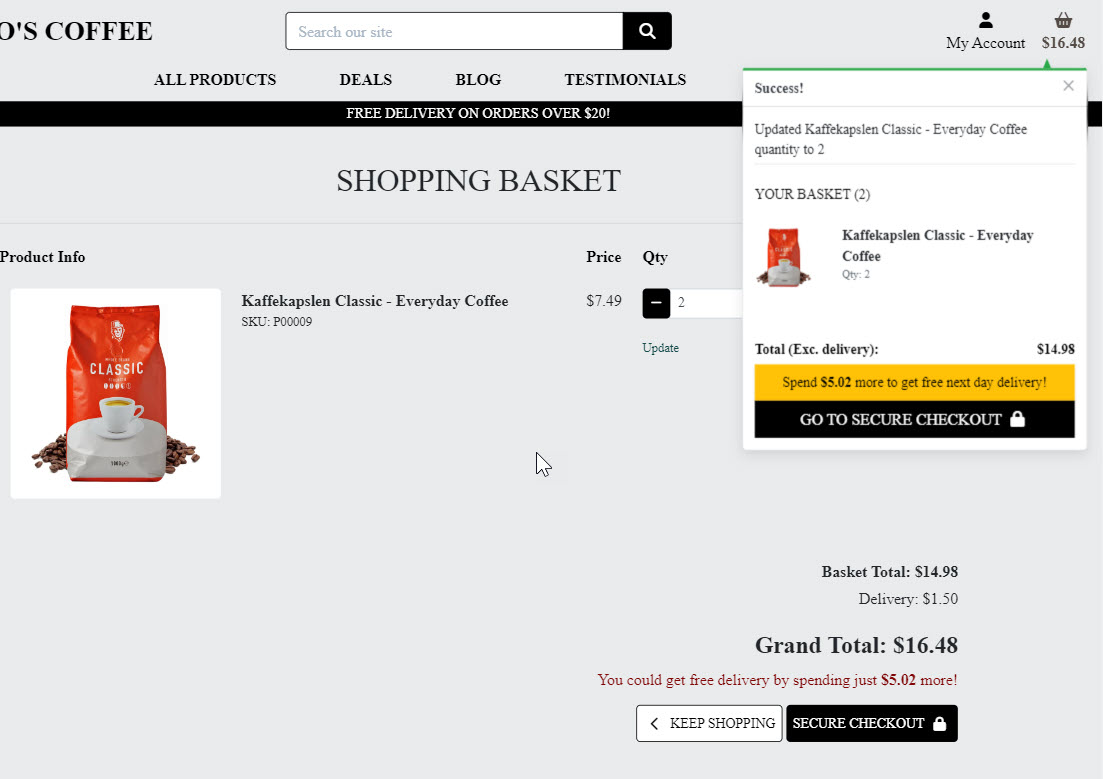 O'S COFFEE
Search our site
My Account
$16.48
ALL PRODUCTS
DEALS
BLOG
TESTIMONIALS
FREE DELIVERY ON ORDERS OVER $20!
Success!
Updated Kaffekapslen Classic - Everyday Coffee
quantity to 2
YOUR BASKET (2)
Kaffekapslen Classic - Everyday
Coffee
Qty: 2
Total (Exc. delivery): $14.98
Spend $5.02 more to get free next day delivery!
GO TO SECURE CHECKOUT
SHOPPING BASKET
Product Info
Price
Qty
CLASSIC
Kaffekapslen Classic - Everyday Coffee
SKU: P00009
$7.49
2
Update
Basket Total: $14.98
Delivery: $1.50
Grand Total: $16.48
You could get free delivery by spending just $5.02 more!
KEEP SHOPPING
SECURE CHECKOUT